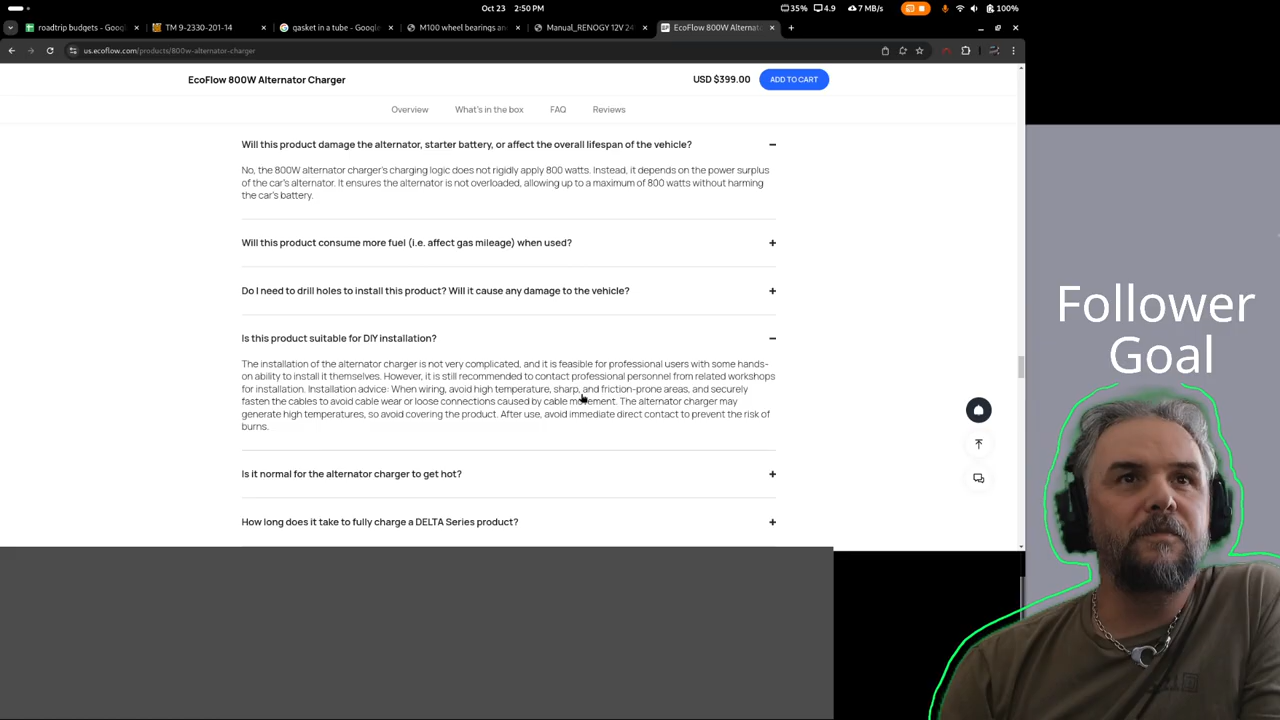 Oct 23 2:50 PM
35% 4.9 7 MB/s 100%
roadtrip budgets - Goog
TM 9-2330-201-14
gasket in a tube - Google
M100 wheel bearings an
Manual_RENOGY 12V 24
EcoFlow 800W Alternat
us.ecoflow.com/products/800w-alternator-charger
EcoFlow 800W Alternator Charger
USD $399.00
ADD TO CART
Overview
What's in the box
FAQ
Reviews
Will this product damage the alternator, starter battery, or affect the overall lifespan of the vehicle?
No, the 800W alternator charger's charging logic does not rigidly apply 800 watts. Instead, it depends on the power surplus
of the car's alternator. It ensures the alternator is not overloaded, allowing up to a maximum of 800 watts without harming
the car's battery.
Will this product consume more fuel (i.e. affect gas mileage) when used?
Do I need to drill holes to install this product? Will it cause any damage to the vehicle?
Is this product suitable for DIY installation?
The installation of the alternator charger is not very complicated, and it is feasible for professional users with some hands-
on ability to install it themselves. However, it is still recommended to contact professional personnel from related workshops
for installation. Installation advice: When wiring, avoid high temperature, sharp, and friction-prone areas, and securely
fasten the cables to avoid cable wear or loose connections caused by cable movement. The alternator charger may
generate high temperatures, so avoid covering the product. After use, avoid immediate direct contact to prevent the risk of
burns.
Is it normal for the alternator charger to get hot?
How long does it take to fully charge a DELTA Series product?
Follower
Goal